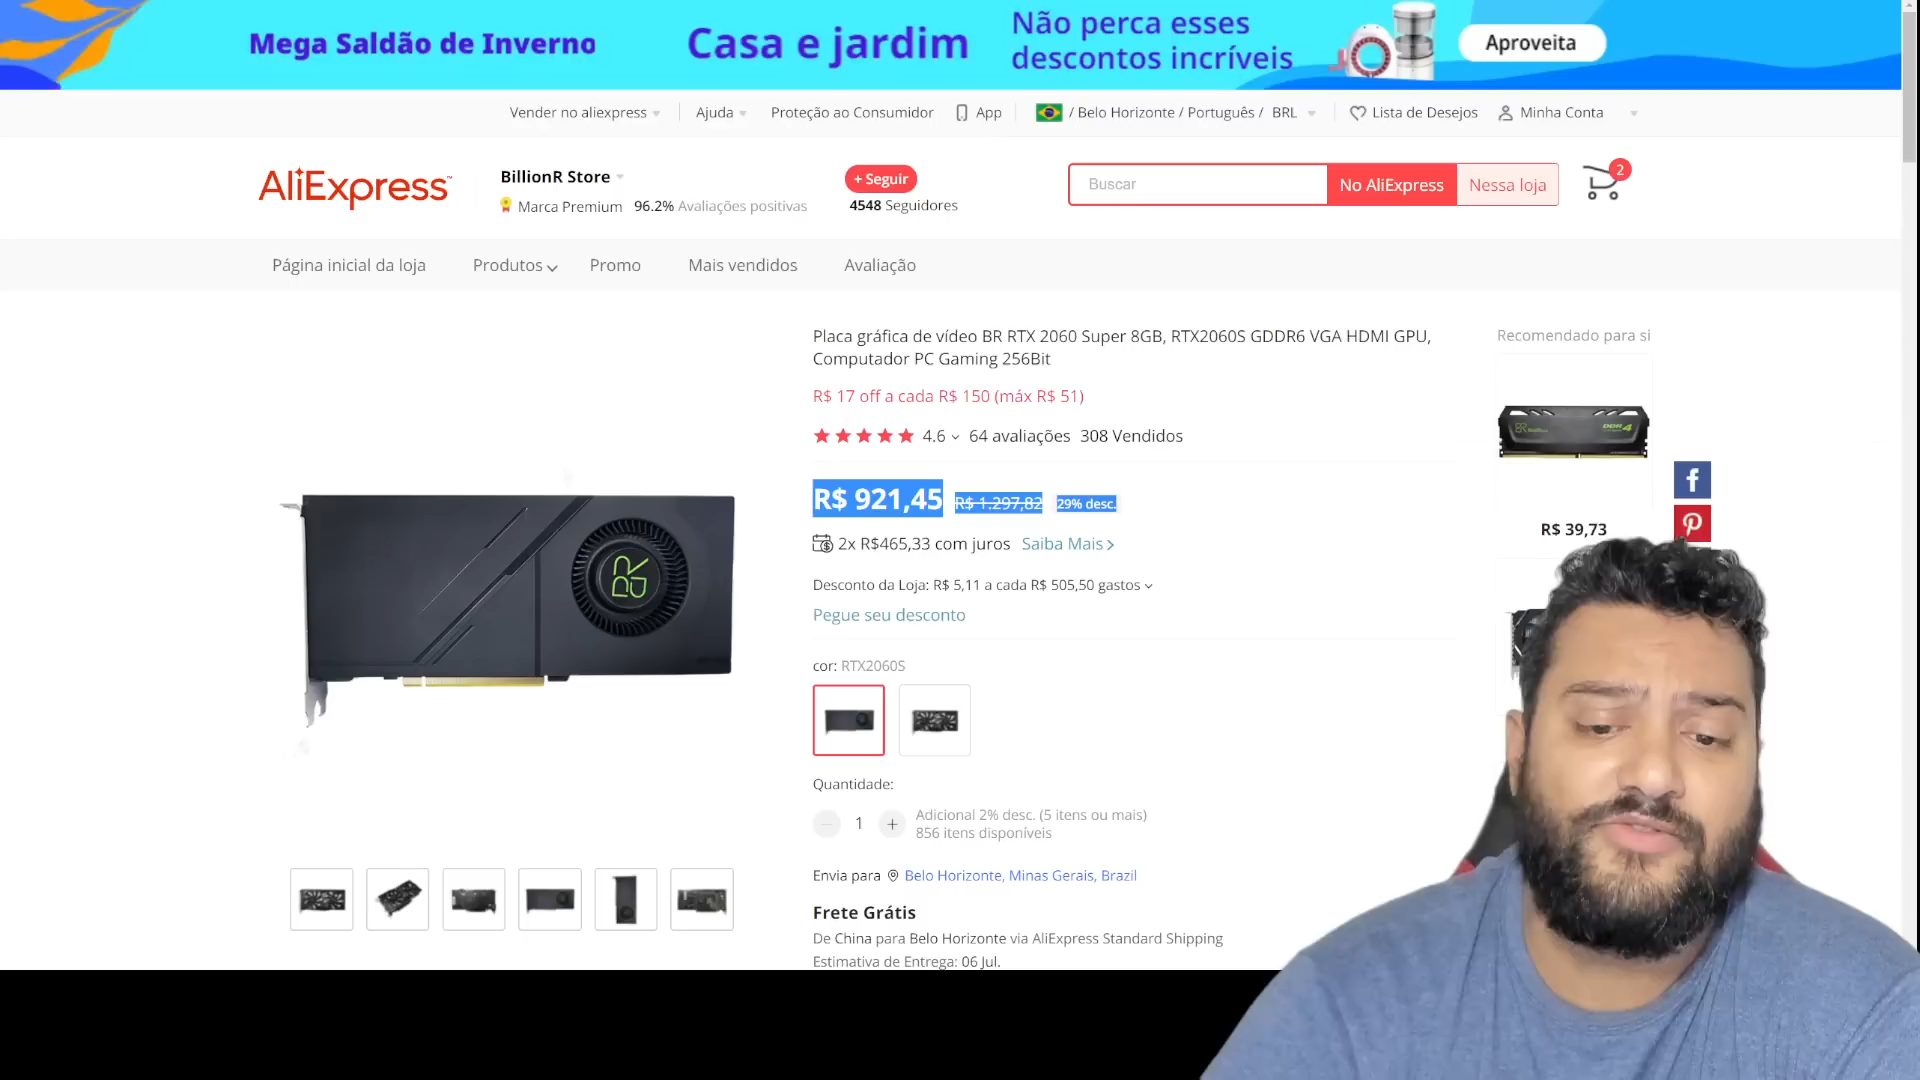 Mega Saldão de Inverno
Casa e jardim
Não perca esses
descontos incríveis
Aproveita
Vender no aliexpress
Ajuda
Proteção ao Consumidor
App
/ Belo Horizonte / Português / BRL
Lista de Desejos
Minha Conta
AliExpress™
BillionR Store
Marca Premium 96.2% Avaliações positivas
+ Seguir
4548 Seguidores
Buscar
No AliExpress
Nessa loja
2
Página inicial da loja
Produtos
Promo
Mais vendidos
Avaliação
Placa gráfica de vídeo BR RTX 2060 Super 8GB, RTX2060S GDDR6 VGA HDMI GPU,
Computador PC Gaming 256Bit
R$ 17 off a cada R$ 150 (máx R$ 51)
4.6 64 avaliações 308 Vendidos
R$ 921,45 R$ 1.297,82 29% desc.
2x R$465,33 com juros Saiba Mais
Desconto da Loja: R$ 5,11 a cada R$ 505,50 gastos
Pegue seu desconto
cor: RTX2060S
Quantidade:
1
Adicional 2% desc. (5 itens ou mais)
856 itens disponíveis
Envia para Belo Horizonte, Minas Gerais, Brazil
Frete Grátis
De China para Belo Horizonte via AliExpress Standard Shipping
Estimativa de Entrega: 06 Jul.
Recomendado para si
BR
DDR4
R$ 39,73
BR